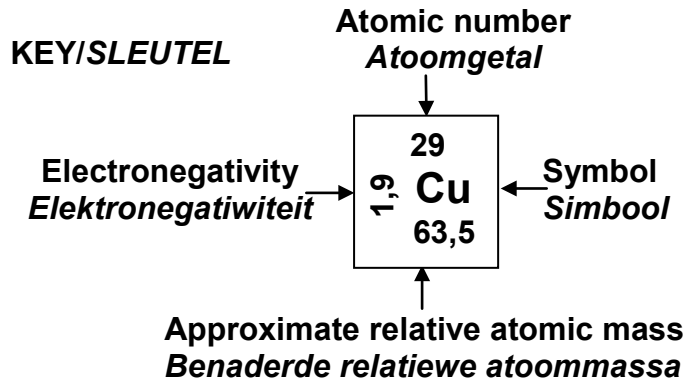 KEY/SLEUTEL
Atomic number
Atoomgetal
29
Electronegativity
Elektronegatiwiteit
1,9
Cu
Symbol
Simbool
63,5
Approximate relative atomic mass
Benaderde relatiewe atoommassa